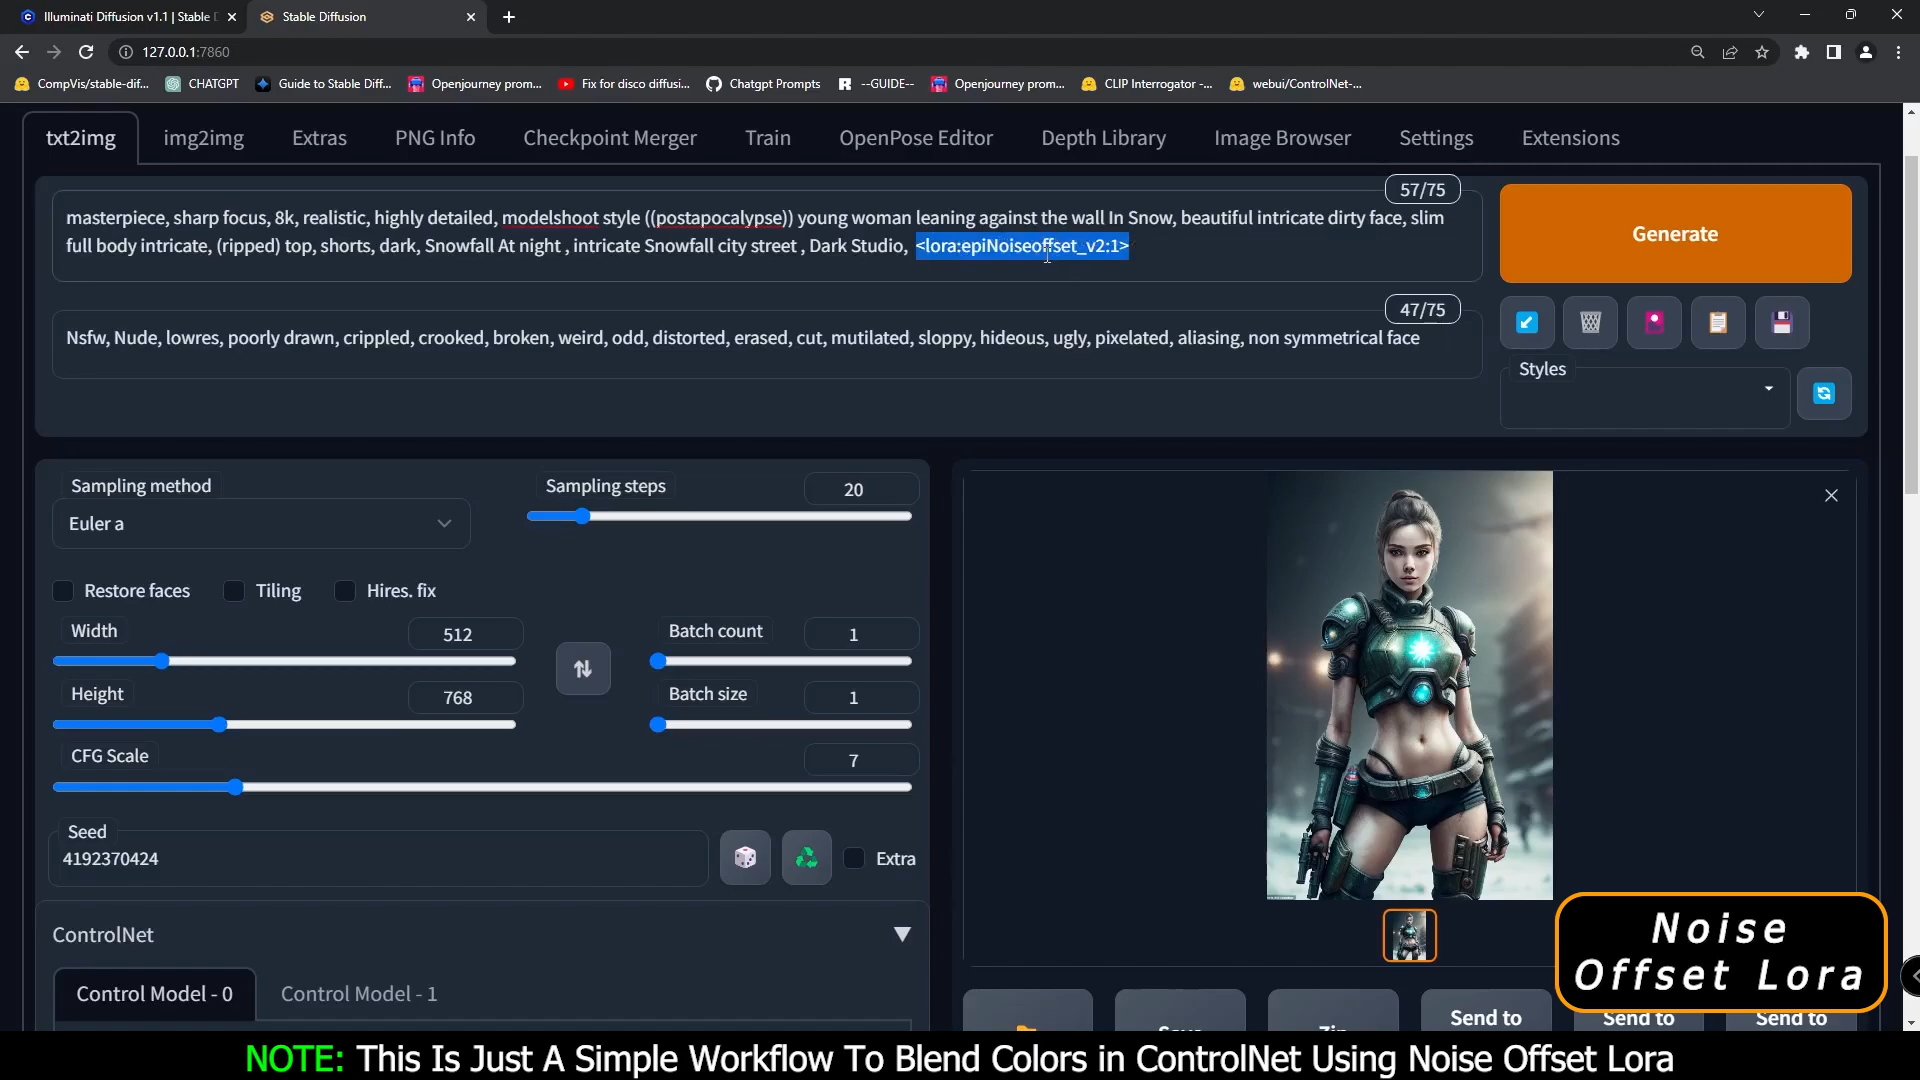 Illuminati Diffusion v1.1 | Stable D
Stable Diffusion
127.0.0.1:7860
CompVis/stable-dif...
CHATGPT
Guide to Stable Diff...
Openjourney prom...
Fix for disco diffusi...
Chatgpt Prompts
--GUIDE--
Openjourney prom...
CLIP Interrogator -...
webui/ControlNet-...
txt2img
img2img
Extras
PNG Info
Checkpoint Merger
Train
OpenPose Editor
Depth Library
Image Browser
Settings
Extensions
57/75
masterpiece, sharp focus, 8k, realistic, highly detailed, modelshoot style ((postapocalypse)) young woman leaning against the wall In Snow, beautiful intricate dirty face, slim
full body intricate, (ripped) top, shorts, dark, Snowfall At night , intricate Snowfall city street , Dark Studio, <lora:epiNoiseoffset_v2:1>
Generate
47/75
Nsfw, Nude, lowres, poorly drawn, crippled, crooked, broken, weird, odd, distorted, erased, cut, mutilated, sloppy, hideous, ugly, pixelated, aliasing, non symmetrical face
Styles
Sampling method
Euler a
Sampling steps
20
Restore faces
Tiling
Hires. fix
Width
512
Batch count
1
Height
768
Batch size
1
CFG Scale
7
Seed
4192370424
Extra
ControlNet
Control Model - 0
Control Model - 1
Save
Zip
Send to
Send to
Send to
Noise
Offset Lora
NOTE: This Is Just A Simple Workflow To Blend Colors in ControlNet Using Noise Offset Lora